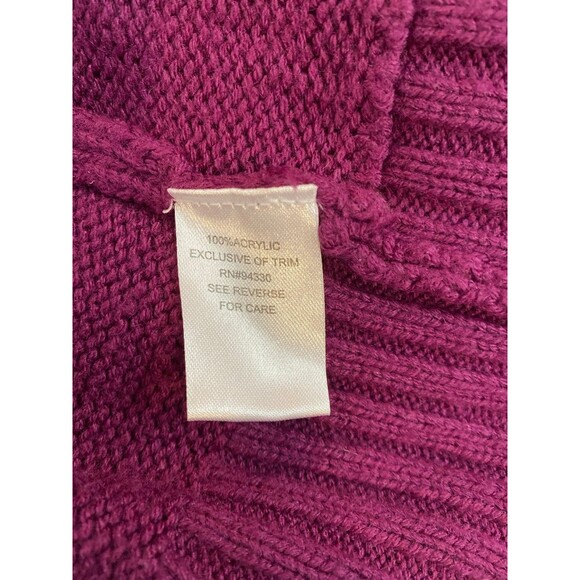 100%ACRYLIC
EXCLUSIVE OF TRIM
RN#94330
SEE REVERSE
FOR CARE